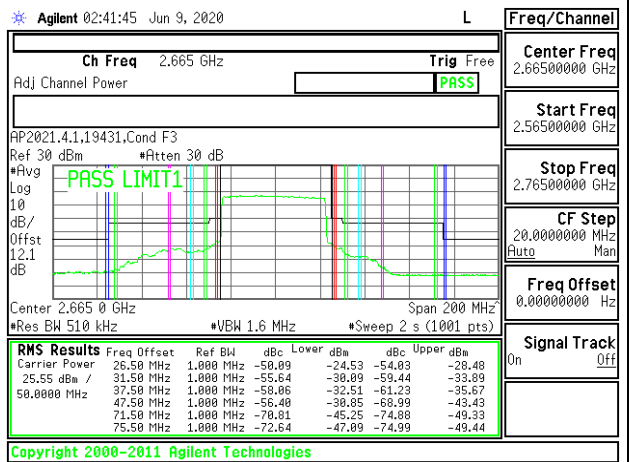 Agilent 02:41:45 Jun 9, 2020 L
Freq/Channel
Ch Freq 2.665 GHz Trig Free
Adj Channel Power PASS
Center Freq
2.66500000 GHz
Start Freq
2.56500000 GHz
AP2021.4.1,19431,Cond F3
Ref 30 dBm #Atten 30 dB
#Avg
Log
10
dB/
Offst
12.1
dB
PASS LIMIT1
Stop Freq
2.76500000 GHz
CF Step
20.0000000 MHz
Auto Man
Freq Offset
0.00000000 Hz
Center 2.665 0 GHz Span 200 MHz^
#Res BW 510 kHz #VBW 1.6 MHz #Sweep 2 s (1001 pts)
Signal Track
On Off
RMS Results Freq Offset Ref BW dBc Lower dBm dBc Upper dBm
Carrier Power 26.50 MHz 1.000 MHz -50.09 -24.53 -54.03 -28.48
25.55 dBm / 31.50 MHz 1.000 MHz -55.64 -30.09 -59.44 -33.89
50.0000 MHz 37.50 MHz 1.000 MHz -58.06 -32.51 -61.23 -35.67
47.50 MHz 1.000 MHz -56.40 -30.85 -68.99 -43.43
71.50 MHz 1.000 MHz -70.81 -45.25 -74.88 -49.33
75.50 MHz 1.000 MHz -72.64 -47.09 -74.99 -49.44
Copyright 2000-2011 Agilent Technologies